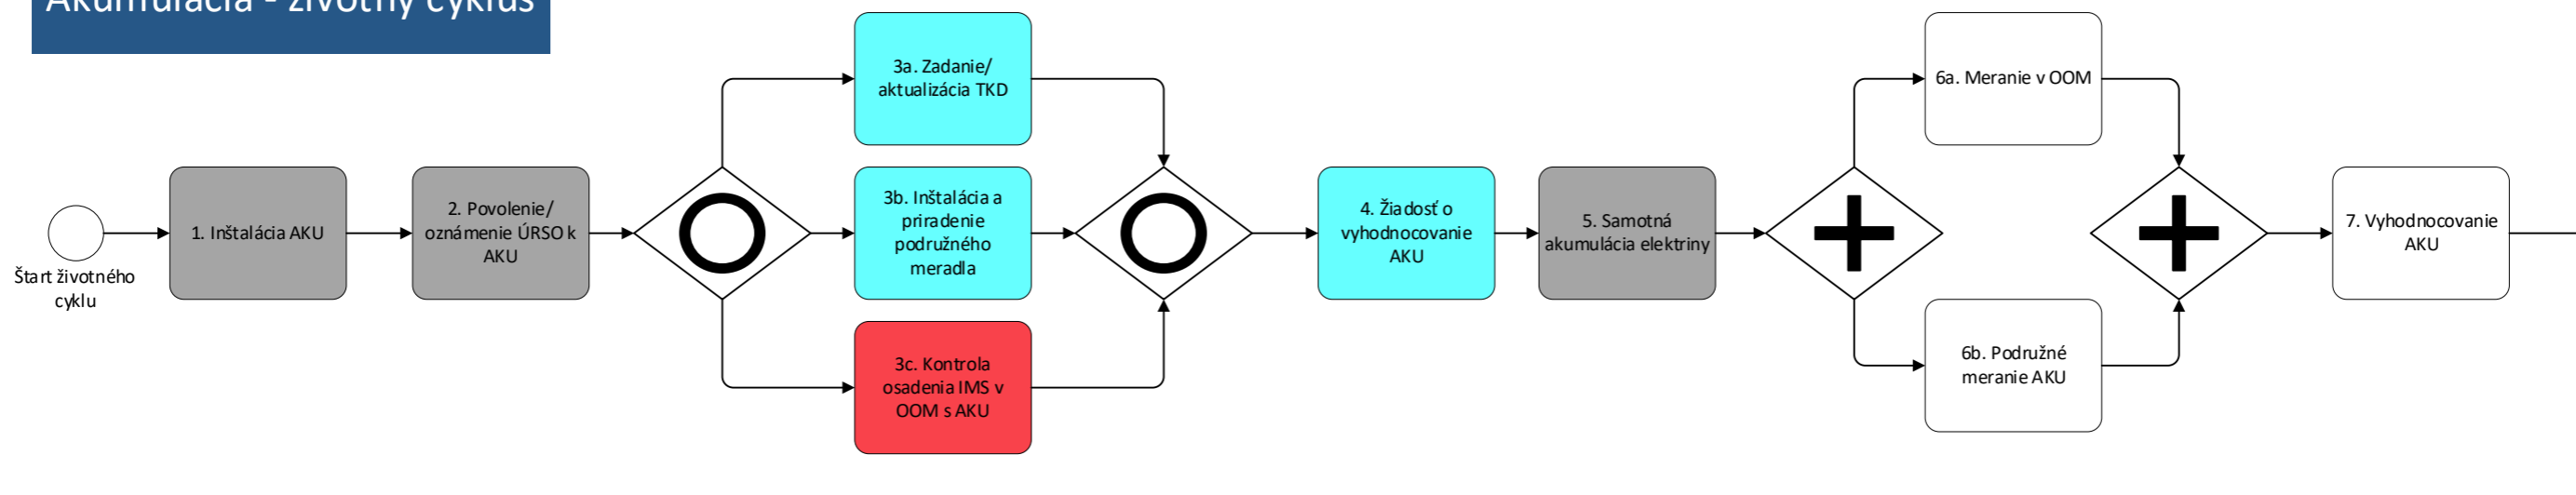 Akumulácia - životný cyklus
Štart životného
cyklu
1. Inštalácia AKU
2. Povolenie/
oznámenie ÚRSO k
AKU
3a. Zadanie/
aktualizácia TKD
3b. Inštalácia a
priradenie
podružného
meradla
3c. Kontrola
osadenia IMS v
OOM s AKU
4. Žiadosť o
vyhodnocovanie
AKU
5. Samotná
akumulácia elektriny
6a. Meranie v OOM
6b. Podružné
meranie AKU
7. Vyhodnocovanie
AKU